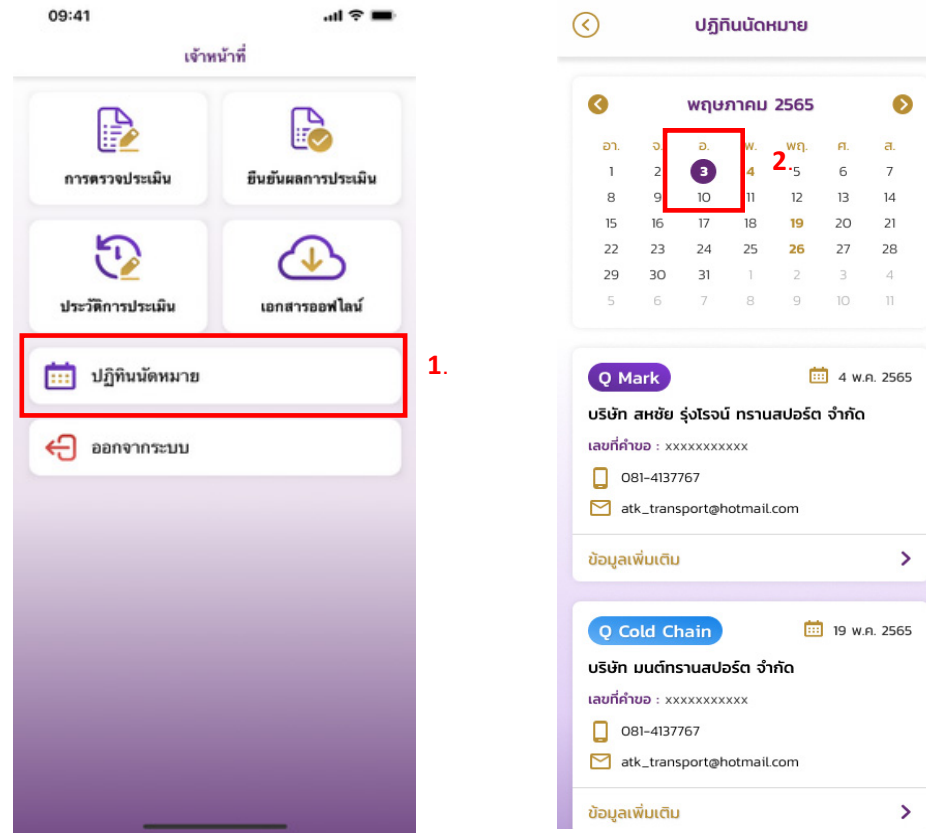 09:41
เจ้าหน้าที่
การตรวจประเมิน
ยืนยันผลการประเมิน
ประวัติการประเมิน
เอกสารออฟไลน์
ปฏิทินนัดหมาย
1.
ออกจากระบบ
ปฏิทินนัดหมาย
พฤษภาคม 2565
อา. จ. อ. พ. พฤ. ศ. ส.
1 2 3 4 5 6 7
2.
8 9 10 11 12 13 14
15 16 17 18 19 20 21
22 23 24 25 26 27 28
29 30 31 1 2 3 4
5 6 7 8 9 10 11
Q Mark 4 พ.ค. 2565
บริษัท สหชัย รุ่งโรจน์ ทรานสปอร์ต จำกัด
เลขที่คำขอ : xxxxxxxxxxx
081-4137767
atk_transport@hotmail.com
ข้อมูลเพิ่มเติม
Q Cold Chain 19 พ.ค. 2565
บริษัท มนต์ทรานสปอร์ต จำกัด
เลขที่คำขอ : xxxxxxxxxxx
081-4137767
atk_transport@hotmail.com
ข้อมูลเพิ่มเติม